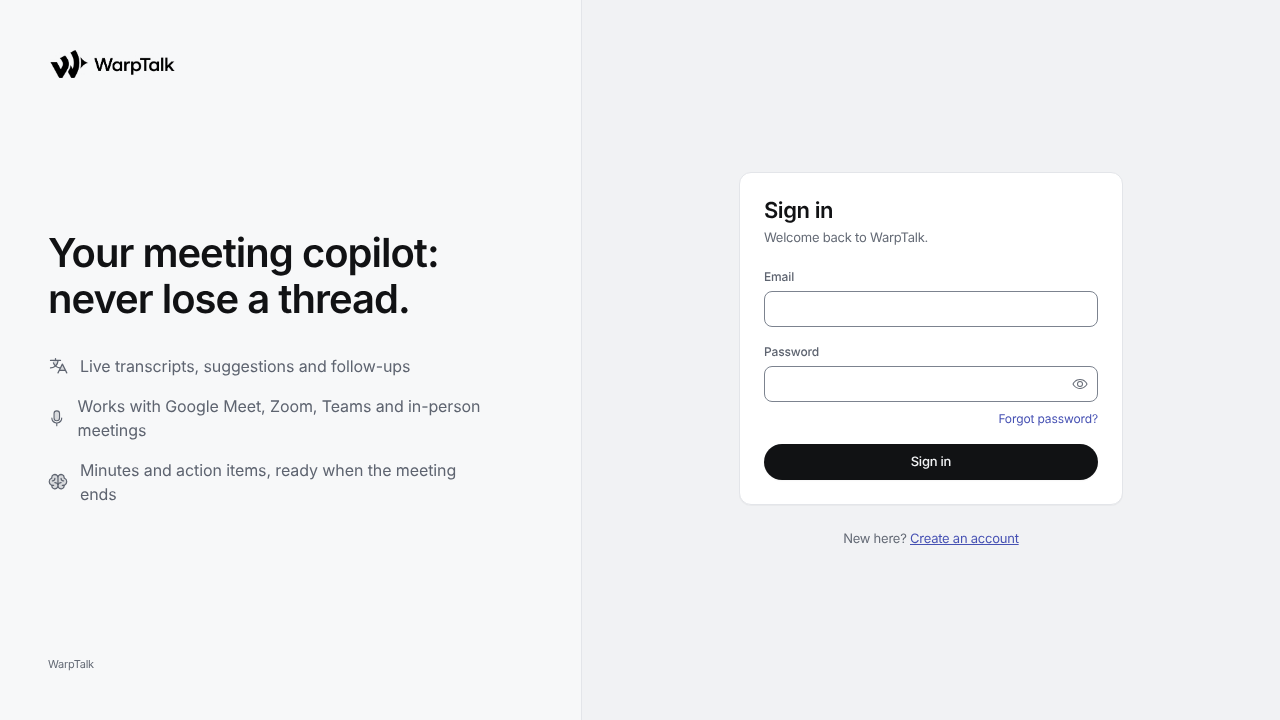 WarpTalk
Your meeting copilot:
never lose a thread.
Live transcripts, suggestions and follow-ups
Works with Google Meet, Zoom, Teams and in-person
meetings
Minutes and action items, ready when the meeting
ends
WarpTalk
Sign in
Welcome back to WarpTalk.
Email
Password
Forgot password?
Sign in
New here? Create an account